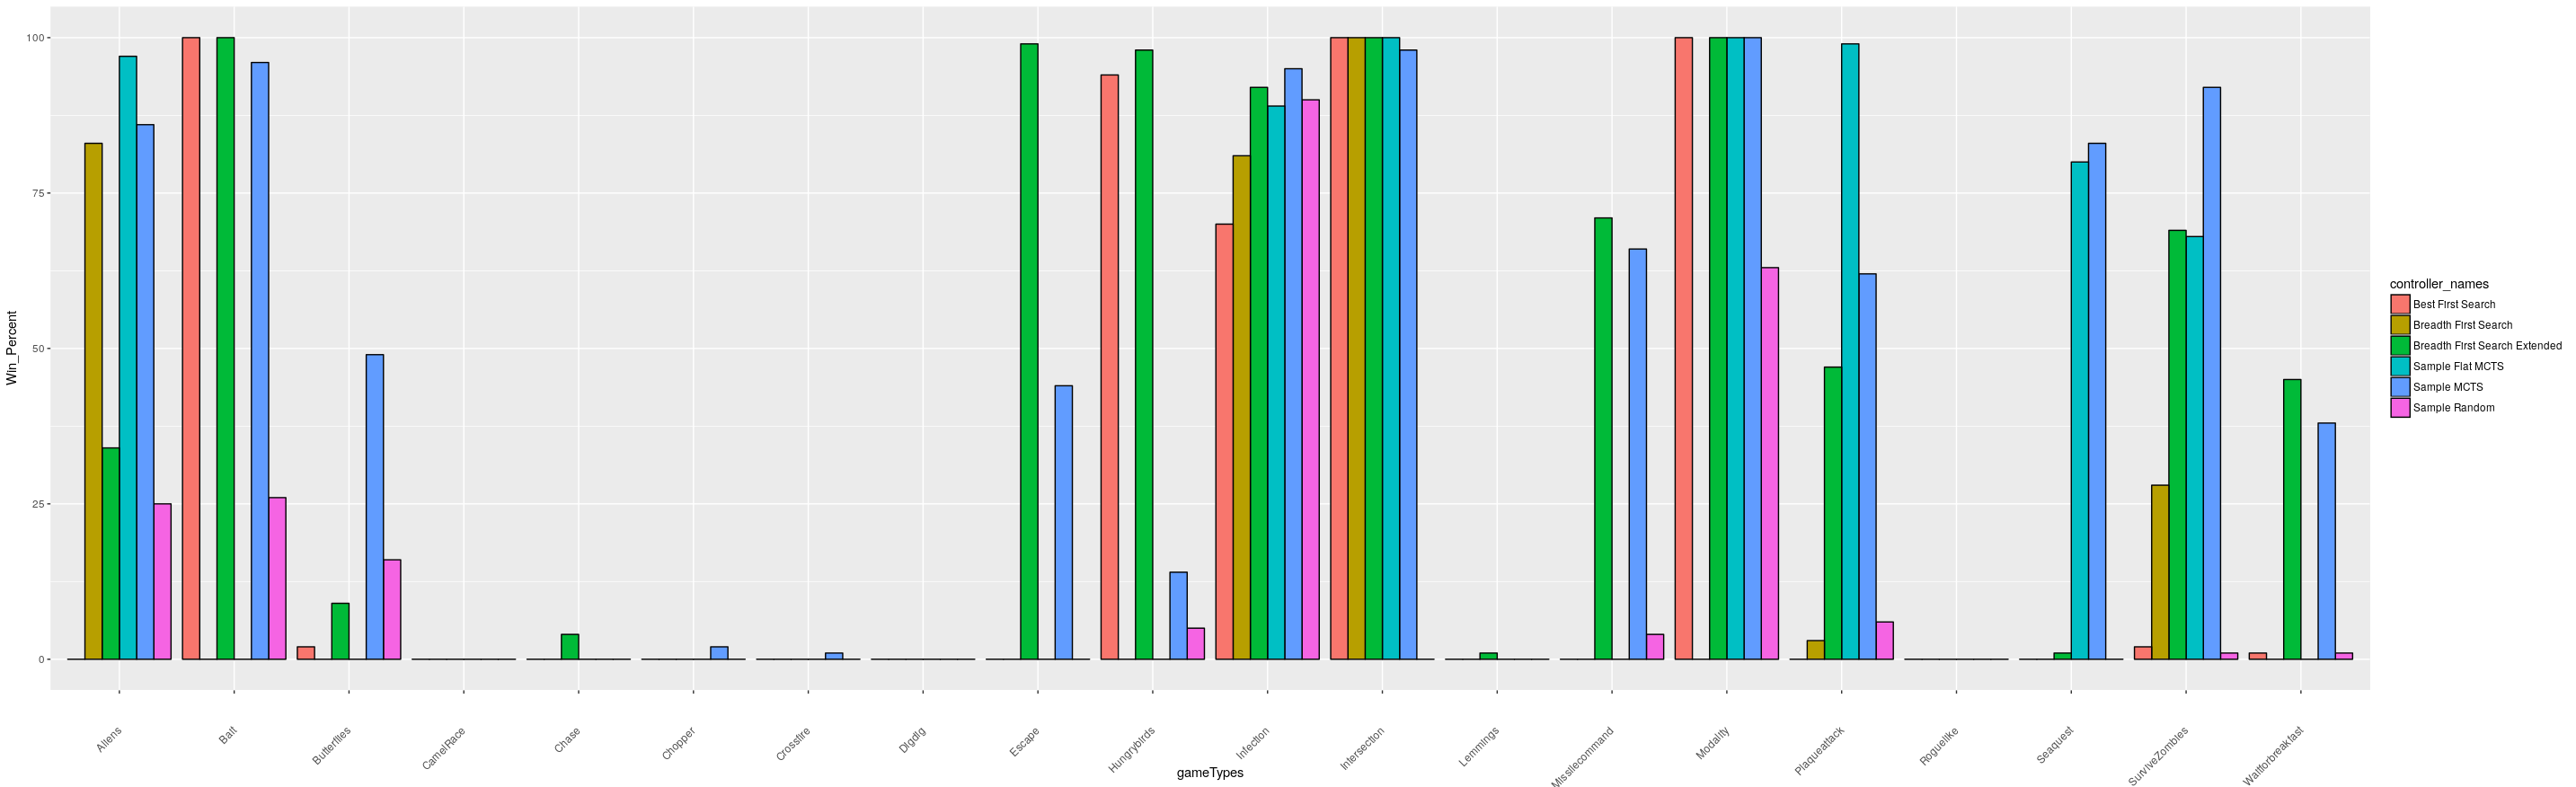 100
75
50
25
0
Win_Percent
Aliens
Bait
Butterflies
CamelRace
Chase
Chopper
Crossfire
Digdig
Escape
Hungrybirds
Infection
Intersection
Lemmings
Missilecommand
Modality
Plaqueattack
Roguelike
Seaquest
SurviveZombies
Waitforbreakfast
gameTypes
controller_names
Best First Search
Breadth First Search
Breadth First Search Extended
Sample Flat MCTS
Sample MCTS
Sample Random